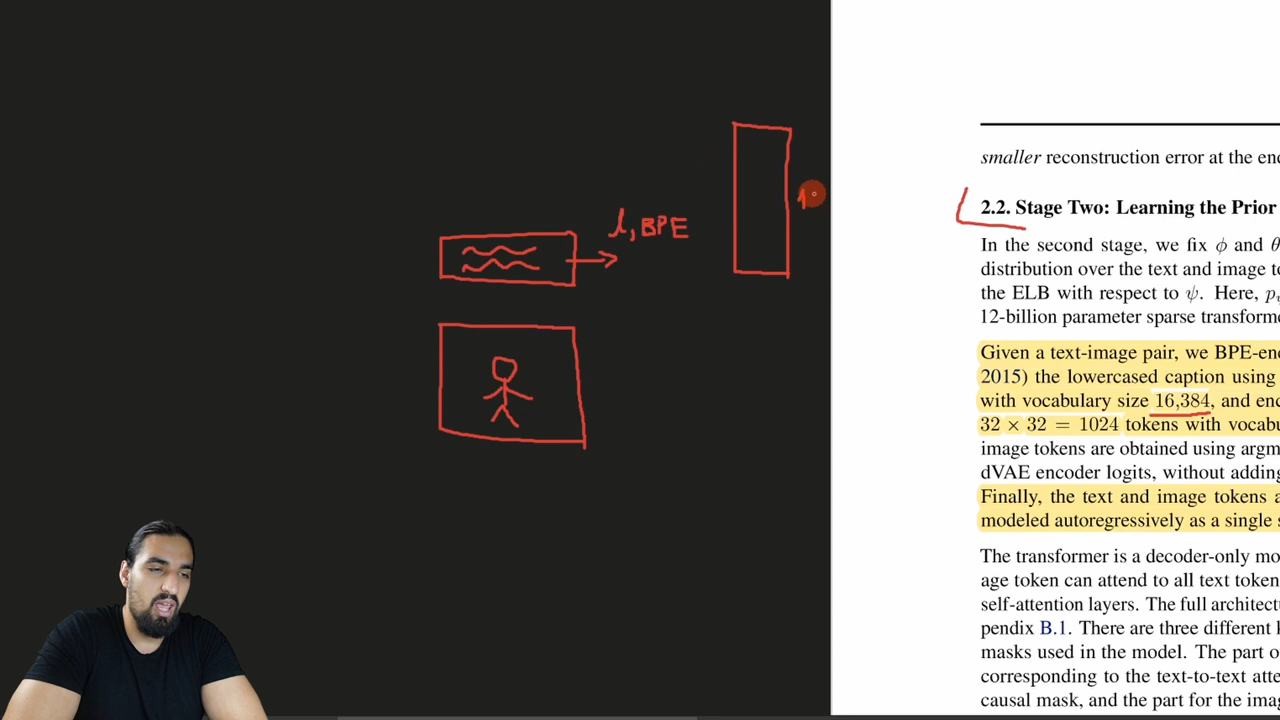 l, BPE
smaller reconstruction error at the en
2.2. Stage Two: Learning the Prior
In the second stage, we fix ϕ and θ
distribution over the text and image to
the ELB with respect to ψ. Here, p
12-billion parameter sparse transforme
Given a text-image pair, we BPE-en
2015) the lowercased caption using
with vocabulary size 16,384, and enc
32 × 32 = 1024 tokens with vocabu
image tokens are obtained using argm
dVAE encoder logits, without adding
Finally, the text and image tokens a
modeled autoregressively as a single s
The transformer is a decoder-only mo
age token can attend to all text token
self-attention layers. The full architectu
pendix B.1. There are three different
masks used in the model. The part o
corresponding to the text-to-text atte
causal mask, and the part for the imag